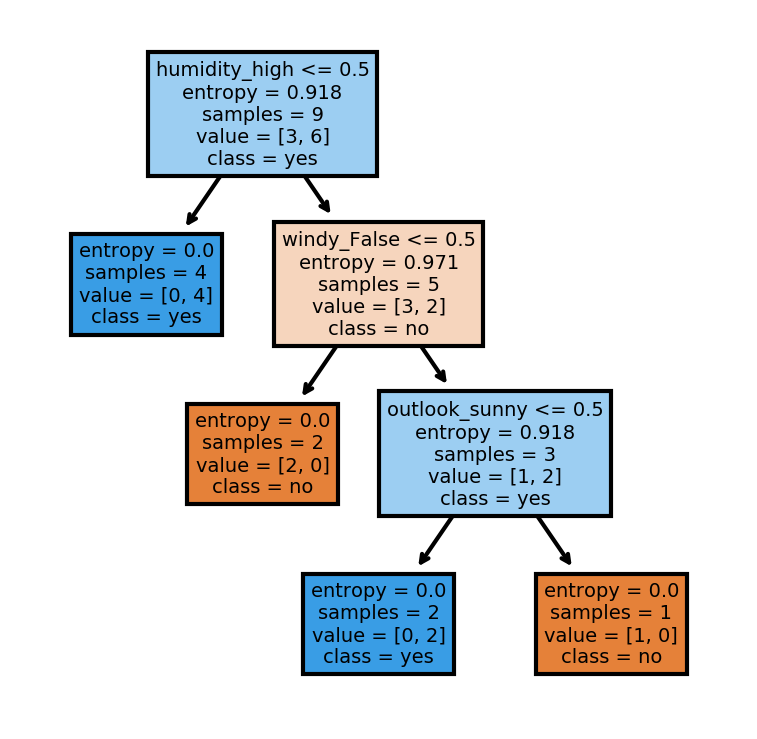 humidity_high <= 0.5
entropy = 0.918
samples = 9
value = [3, 6]
class = yes
entropy = 0.0
samples = 4
value = [0, 4]
class = yes
windy_False <= 0.5
entropy = 0.971
samples = 5
value = [3, 2]
class = no
entropy = 0.0
samples = 2
value = [2, 0]
class = no
outlook_sunny <= 0.5
entropy = 0.918
samples = 3
value = [1, 2]
class = yes
entropy = 0.0
samples = 2
value = [0, 2]
class = yes
entropy = 0.0
samples = 1
value = [1, 0]
class = no